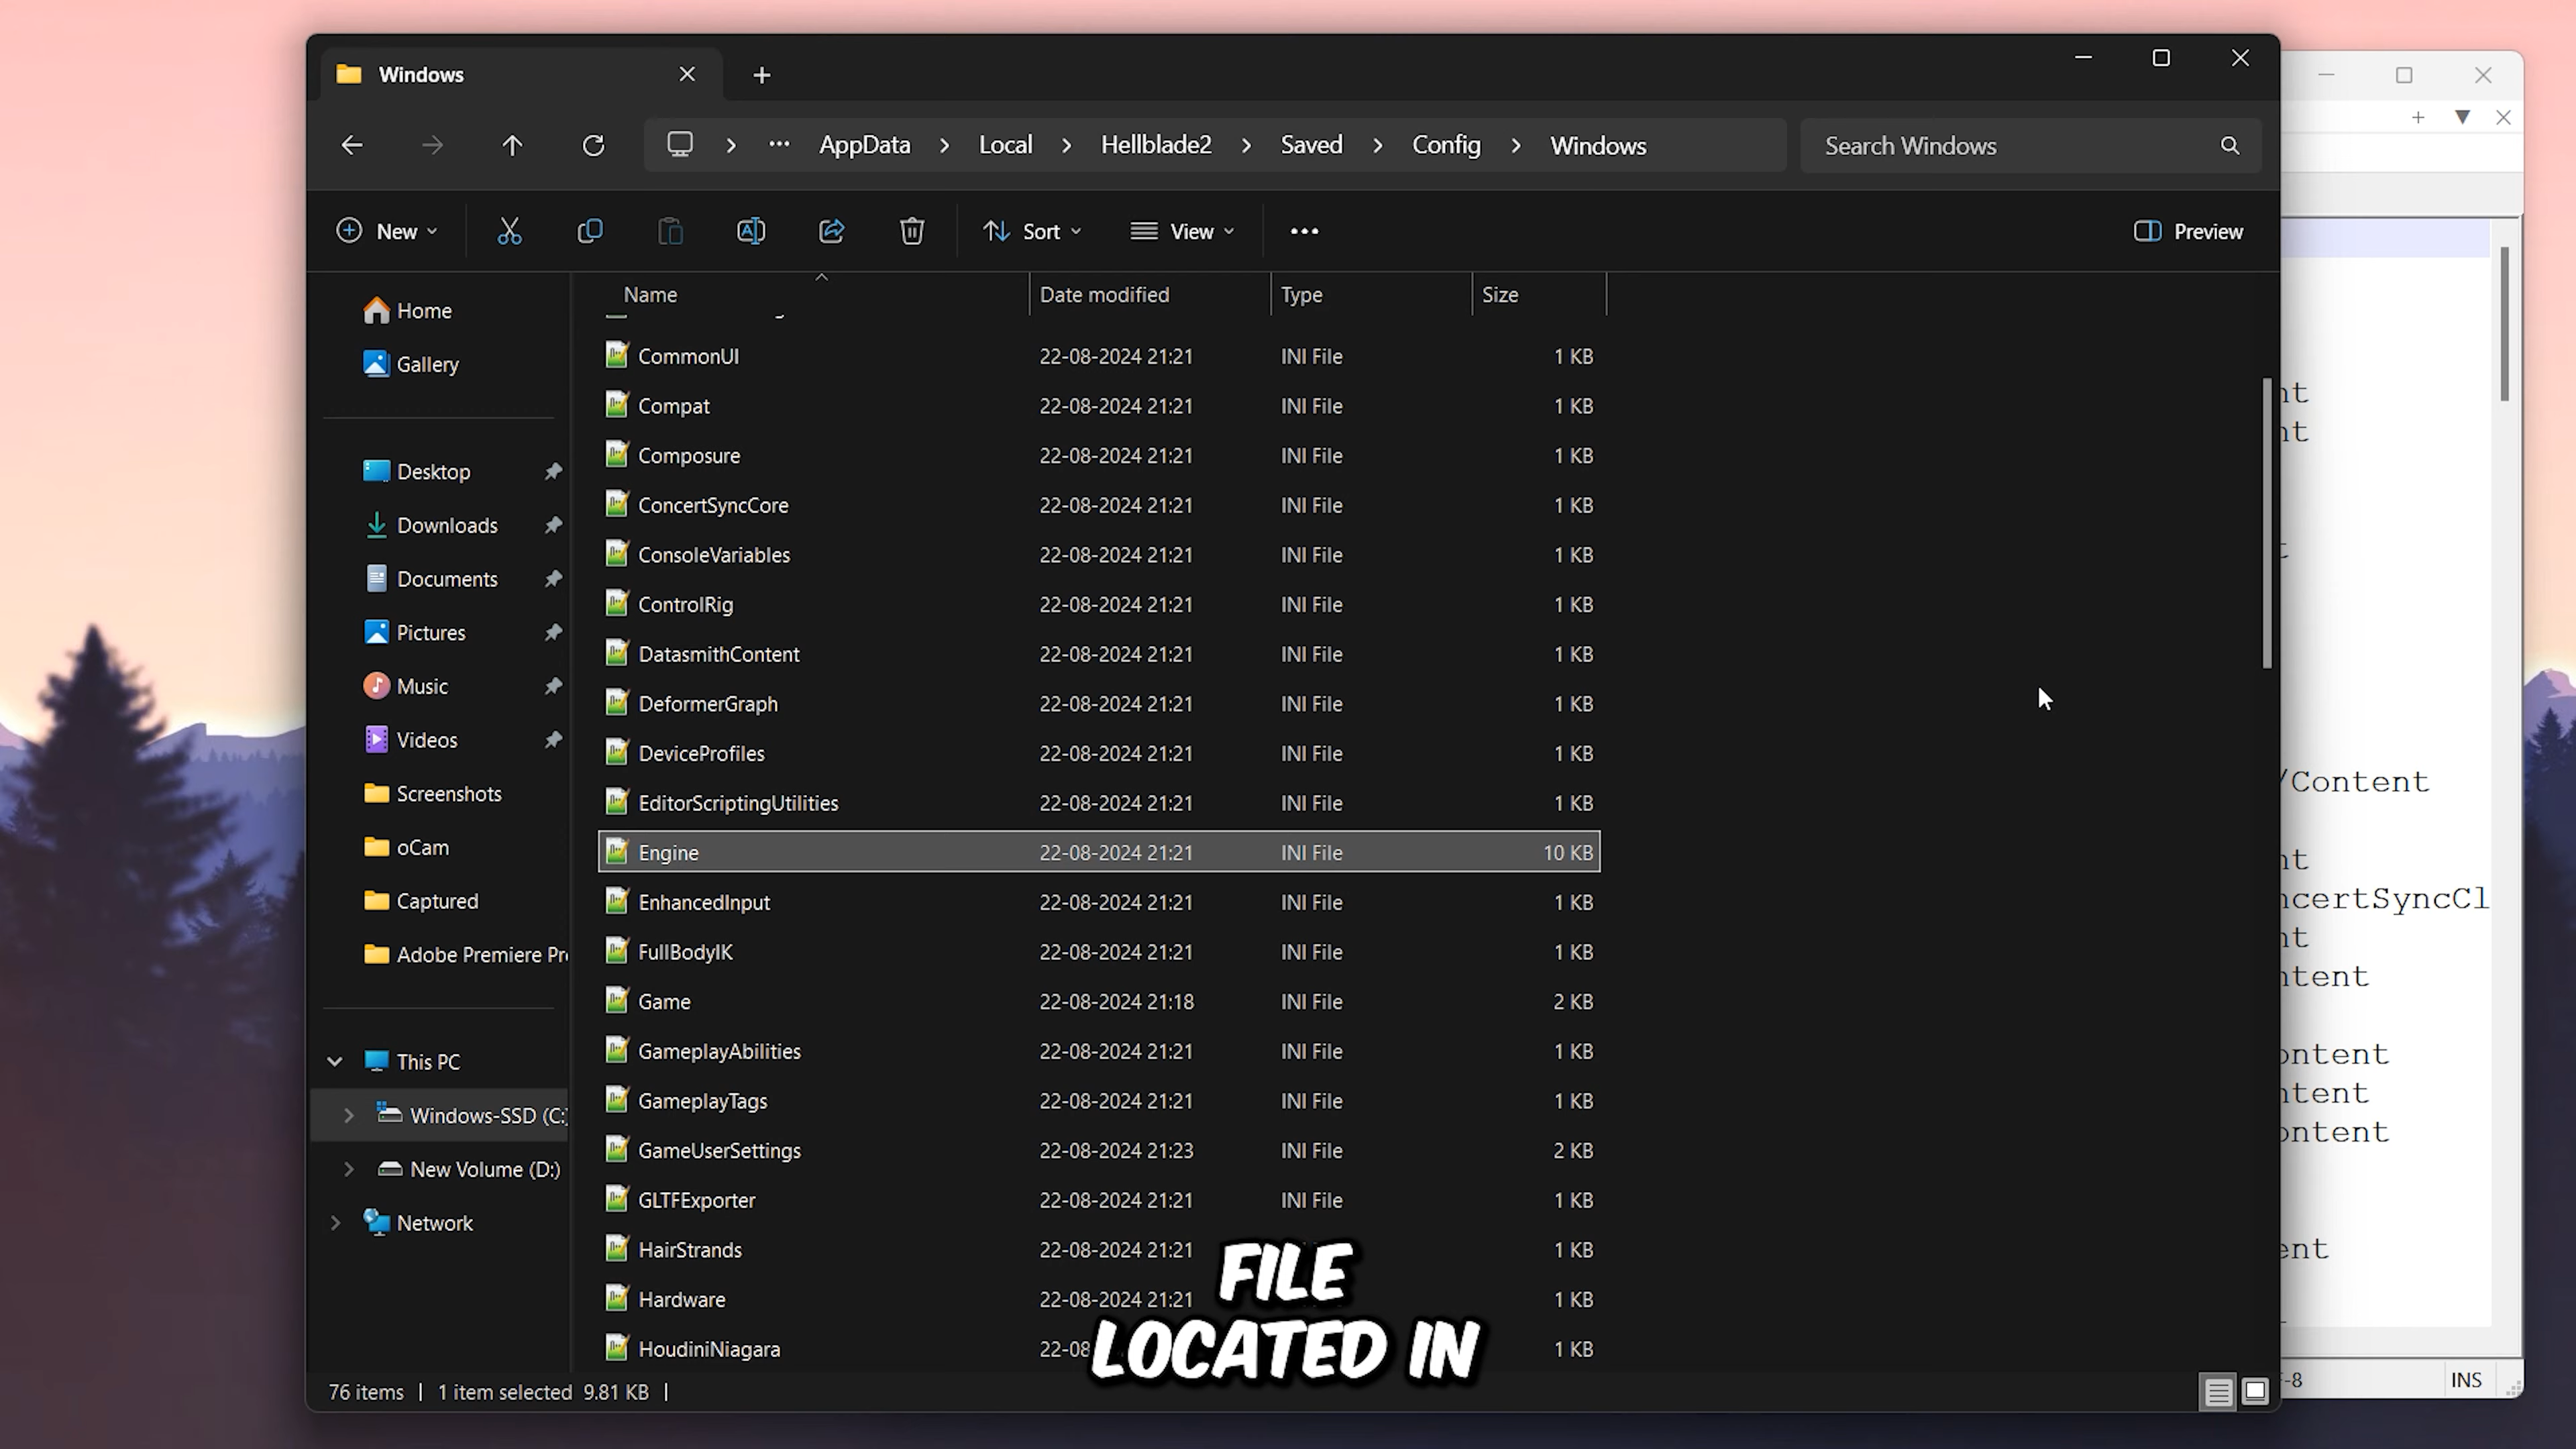 Windows
AppData > Local > Hellblade2 > Saved > Config > Windows
Search Windows
New
Sort
View
Preview
Home
Gallery
Desktop
Downloads
Documents
Pictures
Music
Videos
Screenshots
oCam
Captured
Adobe Premiere Pr
This PC
Windows-SSD (C:
New Volume (D:)
Network
Name Date modified Type Size
CommonUI 22-08-2024 21:21 INI File 1 KB
Compat 22-08-2024 21:21 INI File 1 KB
Composure 22-08-2024 21:21 INI File 1 KB
ConcertSyncCore 22-08-2024 21:21 INI File 1 KB
ConsoleVariables 22-08-2024 21:21 INI File 1 KB
ControlRig 22-08-2024 21:21 INI File 1 KB
DatasmithContent 22-08-2024 21:21 INI File 1 KB
DeformerGraph 22-08-2024 21:21 INI File 1 KB
DeviceProfiles 22-08-2024 21:21 INI File 1 KB
EditorScriptingUtilities 22-08-2024 21:21 INI File 1 KB
Engine 22-08-2024 21:21 INI File 10 KB
EnhancedInput 22-08-2024 21:21 INI File 1 KB
FullBodyIK 22-08-2024 21:21 INI File 1 KB
Game 22-08-2024 21:18 INI File 2 KB
GameplayAbilities 22-08-2024 21:21 INI File 1 KB
GameplayTags 22-08-2024 21:21 INI File 1 KB
GameUserSettings 22-08-2024 21:23 INI File 2 KB
GLTFExporter 22-08-2024 21:21 INI File 1 KB
HairStrands 22-08-2024 21:21 1 KB
Hardware 22-08-2024 21:21 1 KB
HoudiniNiagara 22-08 1 KB
FILE
LOCATED IN
76 items | 1 item selected 9.81 KB |
nt
nt
t
/Content
nt
ncertSyncCl
nt
ntent
ontent
ntent
ontent
ent
-8 INS